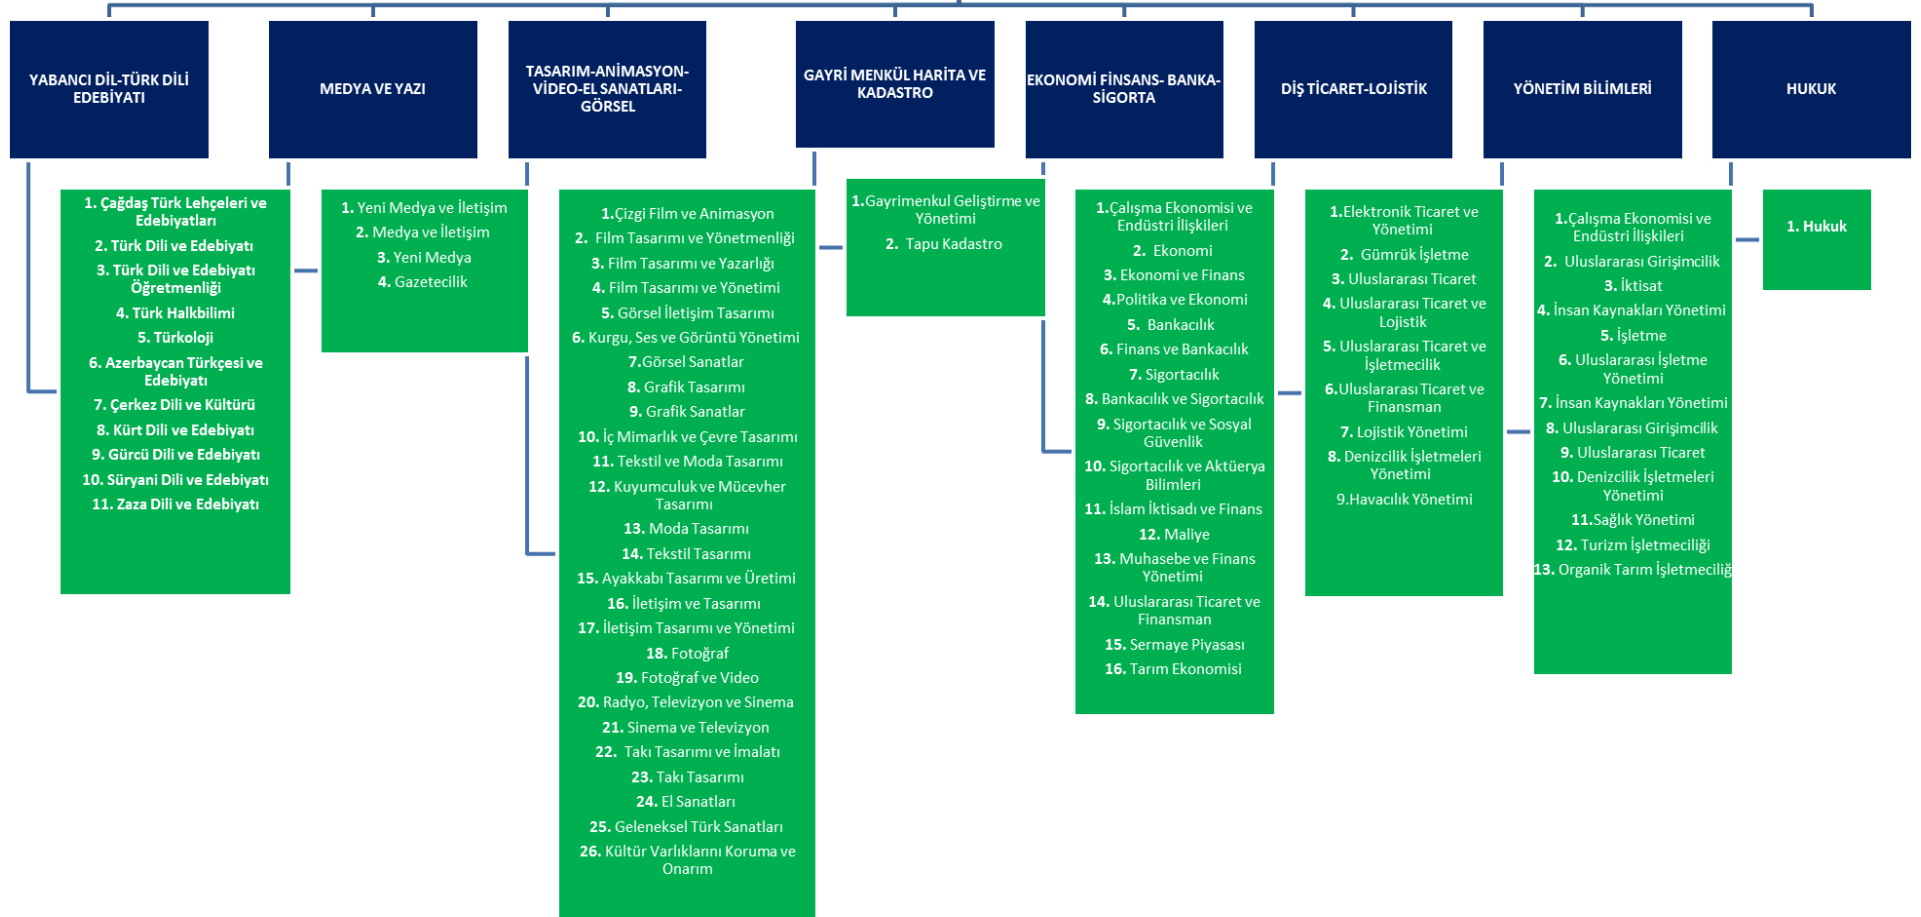 YABANCI DİL-TÜRK DİLİ
EDEBİYATI
1. Çağdaş Türk Lehçeleri ve
Edebiyatları
2. Türk Dili ve Edebiyatı
3. Türk Dili ve Edebiyatı
Öğretmenliği
4. Türk Halkbilimi
5. Türkoloji
6. Azerbaycan Türkçesi ve
Edebiyatı
7. Çerkez Dili ve Kültürü
8. Kürt Dili ve Edebiyatı
9. Gürcü Dili ve Edebiyatı
10. Süryani Dili ve Edebiyatı
11. Zaza Dili ve Edebiyatı
MEDYA VE YAZI
1. Yeni Medya ve İletişim
2. Medya ve İletişim
3. Yeni Medya
4. Gazetecilik
TASARIM-ANİMASYON-
VİDEO-EL SANATLARI-
GÖRSEL
1.Çizgi Film ve Animasyon
2. Film Tasarımı ve Yönetmenliği
3. Film Tasarımı ve Yazarlığı
4. Film Tasarımı ve Yönetimi
5. Görsel İletişim Tasarımı
6. Kurgu, Ses ve Görüntü Yönetimi
7.Görsel Sanatlar
8. Grafik Tasarımı
9. Grafik Sanatlar
10. İç Mimarlık ve Çevre Tasarımı
11. Tekstil ve Moda Tasarımı
12. Kuyumculuk ve Mücevher
Tasarımı
13. Moda Tasarımı
14. Tekstil Tasarımı
15. Ayakkabı Tasarımı ve Üretimi
16. İletişim ve Tasarımı
17. İletişim Tasarımı ve Yönetimi
18. Fotoğraf
19. Fotoğraf ve Video
20. Radyo, Televizyon ve Sinema
21. Sinema ve Televizyon
22. Takı Tasarımı ve İmalatı
23. Takı Tasarımı
24. El Sanatları
25. Geleneksel Türk Sanatları
26. Kültür Varlıklarını Koruma ve
Onarım
GAYRİ MENKÜL HARİTA VE
KADASTRO
1.Gayrimenkul Geliştirme ve
Yönetimi
2. Tapu Kadastro
EKONOMİ FİNSANS- BANKA-
SİGORTA
1.Çalışma Ekonomisi ve
Endüstri İlişkileri
2. Ekonomi
3. Ekonomi ve Finans
4.Politika ve Ekonomi
5. Bankacılık
6. Finans ve Bankacılık
7. Sigortacılık
8. Bankacılık ve Sigortacılık
9. Sigortacılık ve Sosyal
Güvenlik
10. Sigortacılık ve Aktüerya
Bilimleri
11. İslam İktisadı ve Finans
12. Maliye
13. Muhasebe ve Finans
Yönetimi
14. Uluslararası Ticaret ve
Finansman
15. Sermaye Piyasası
16. Tarım Ekonomisi
DİŞ TİCARET-LOJİSTİK
1.Elektronik Ticaret ve
Yönetimi
2. Gümrük İşletme
3. Uluslararası Ticaret
4. Uluslararası Ticaret ve
Lojistik
5. Uluslararası Ticaret ve
İşletmecilik
6.Uluslararası Ticaret ve
Finansman
7. Lojistik Yönetimi
8. Denizcilik İşletmeleri
Yönetimi
9.Havacılık Yönetimi
YÖNETİM BİLİMLERİ
1.Çalışma Ekonomisi ve
Endüstri İlişkileri
2. Uluslararası Girişimcilik
3. İktisat
4. İnsan Kaynakları Yönetimi
5. İşletme
6. Uluslararası İşletme
Yönetimi
7. İnsan Kaynakları Yönetimi
8. Uluslararası Girişimcilik
9. Uluslararası Ticaret
10. Denizcilik İşletmeleri
Yönetimi
11.Sağlık Yönetimi
12. Turizm İşletmeciliği
13. Organik Tarım İşletmeciliğ
HUKUK
1. Hukuk